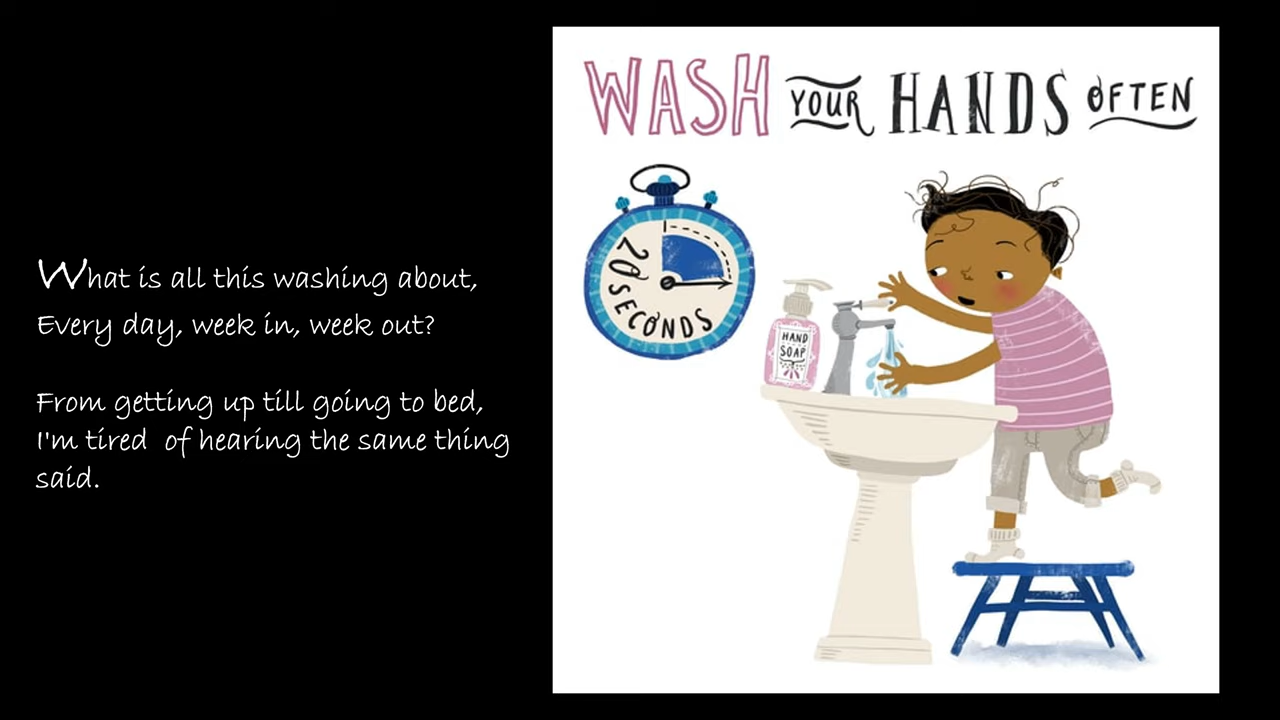 What is all this washing about,
Every day, week in, week out?
From getting up till going to bed,
I'm tired of hearing the same thing
said.
WASH YOUR HANDS OFTEN
20 SECONDS
HAND
SOAP